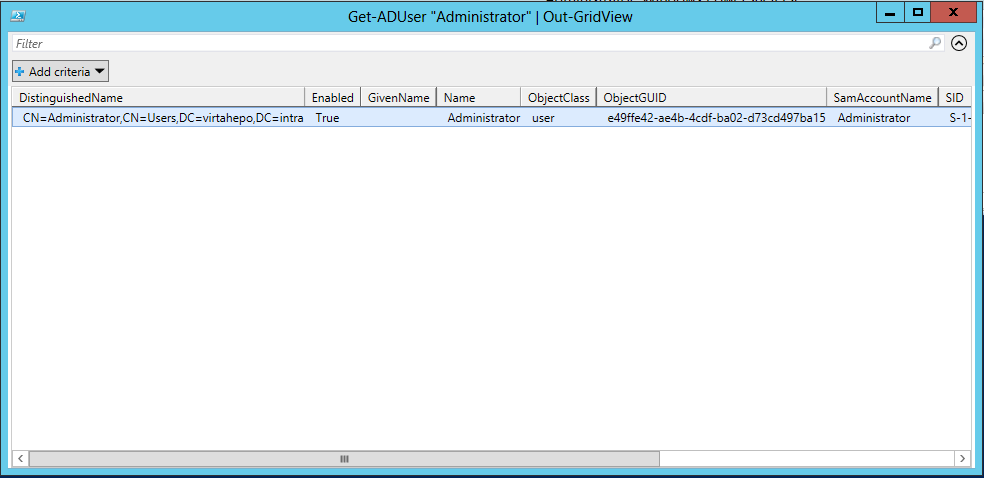 Get-ADUser "Administrator" | Out-GridView
Filter
Add criteria
DistinguishedName Enabled GivenName Name ObjectClass ObjectGUID SamAccountName SID
CN=Administrator,CN=Users,DC=virtahepo,DC=intra True Administrator user e49ffe42-ae4b-4cdf-ba02-d73cd497ba15 Administrator S-1-